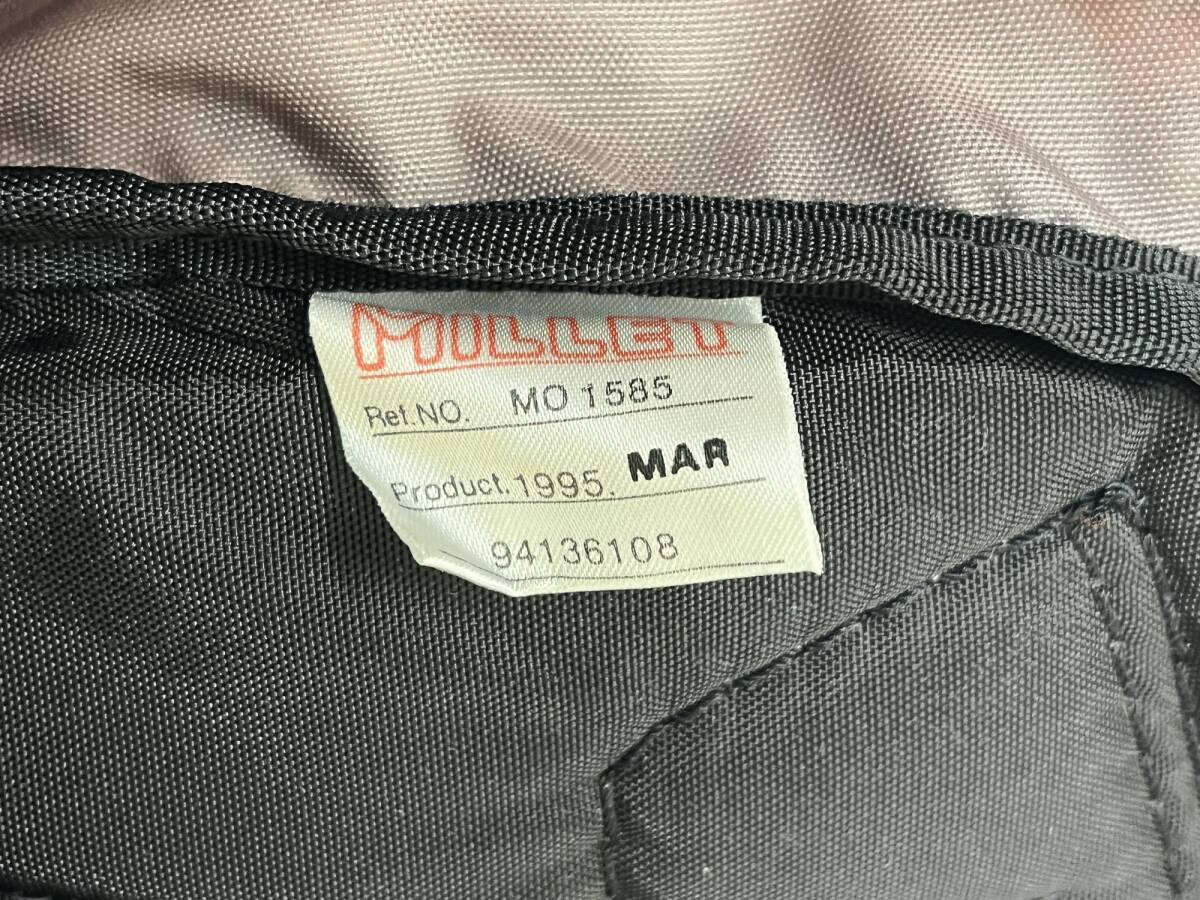 MILLET
Ref.NO. MO 1585
Product.1995. MAR
94136108